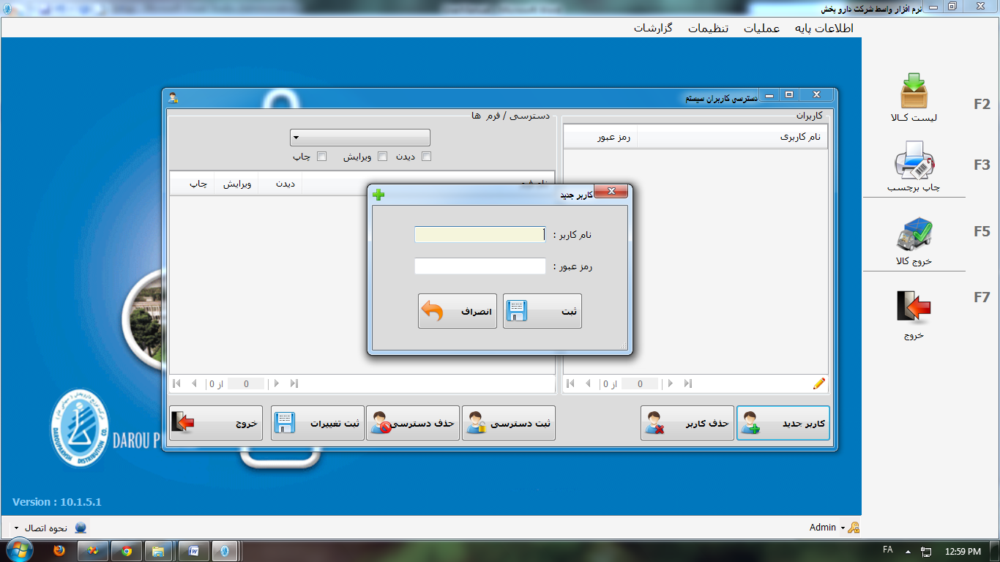 نرم افزار واسط شرکت دارو پخش
اطلاعات پایه عملیات تنظیمات گزارشات
F2
لیست کالا
F3
چاپ برچسب
F5
خروج کالا
F7
خروج
دسترسی کاربران سیستم
کاربران
نام کاربری رمز عبور
دسترسی / فرم ها
دیدن ویرایش چاپ
دیدن ویرایش چاپ
کاربر جدید
نام کاربر :
رمز عبور :
ثبت انصراف
0 از 0
0 از 0
کاربر جدید حذف کاربر ثبت دسترسی حذف دسترسی ثبت تغییرات خروج
DAROU P
DAROUPAKHSH DISTRIBUTION CO.
Version : 10.1.5.1
Admin
نحوه اتصال
FA
12:59 PM